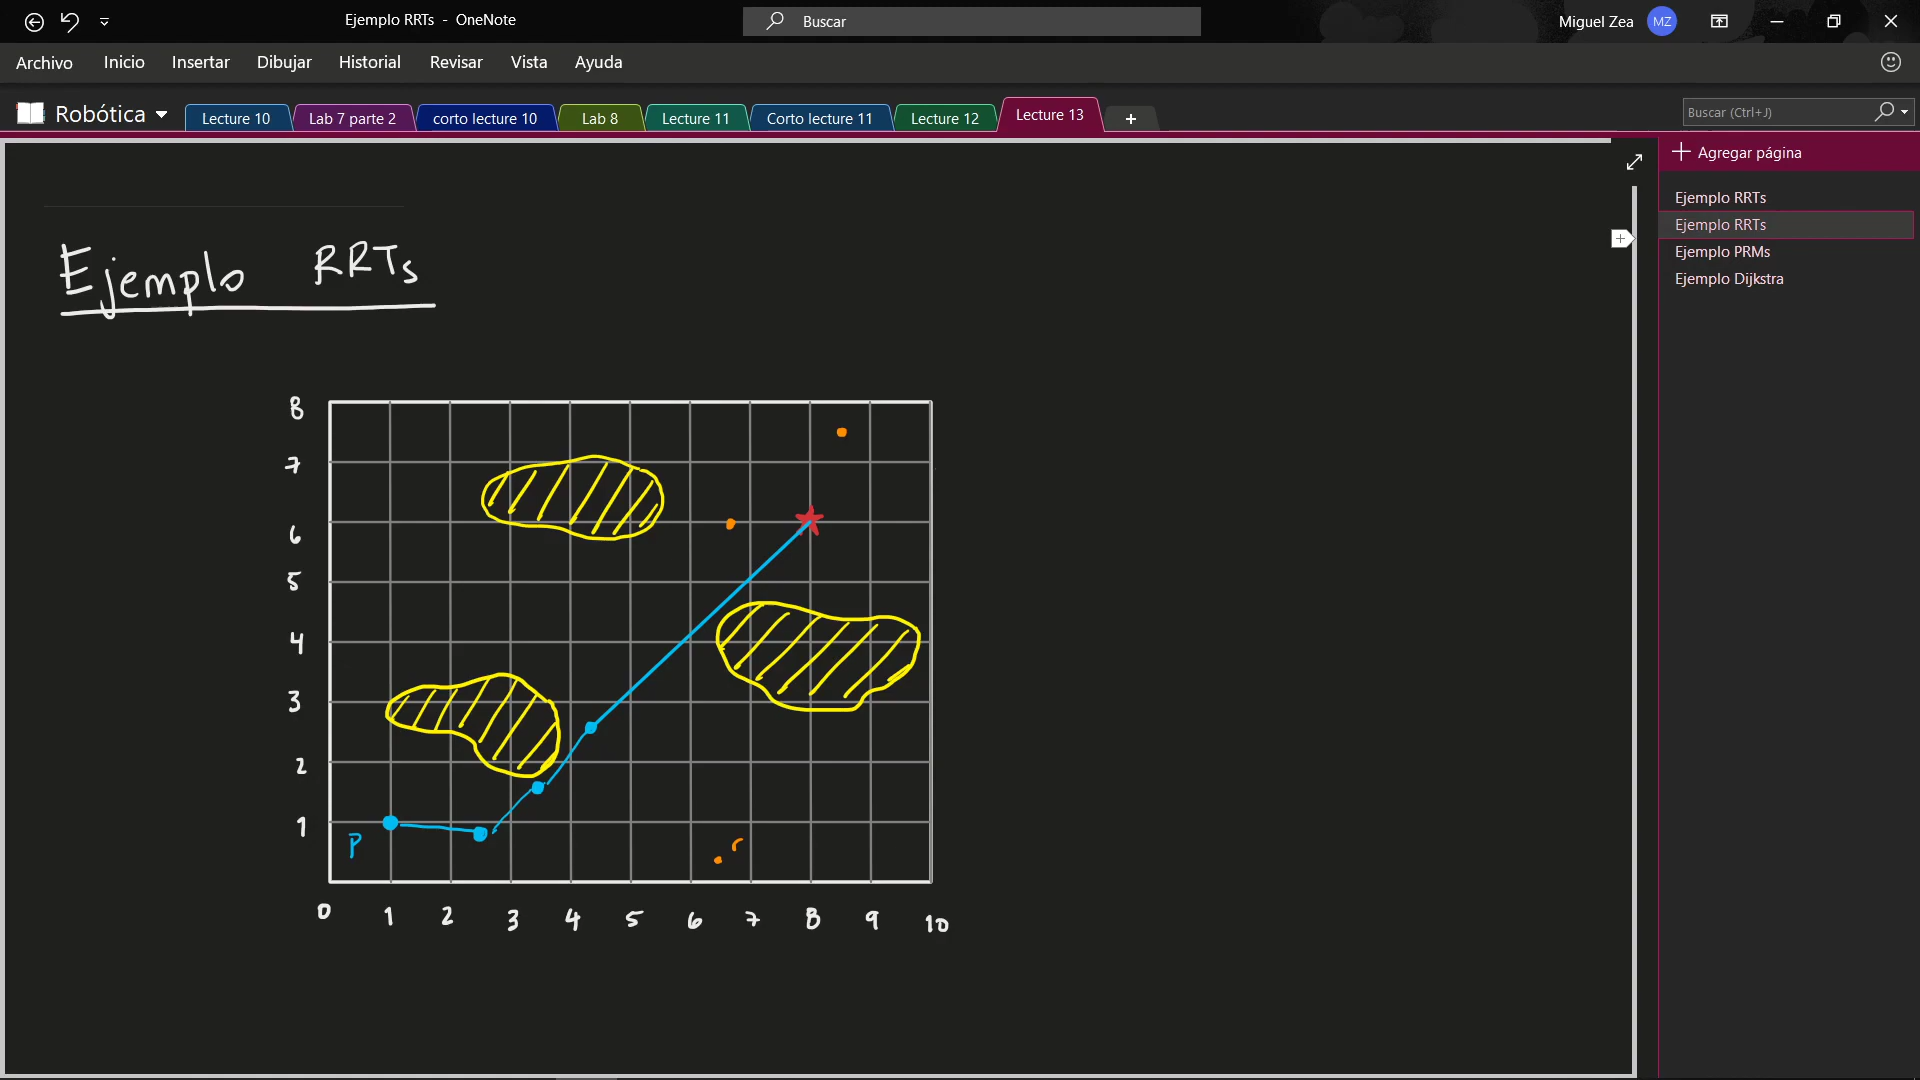 Ejemplo RRTs - OneNote
Buscar
Miguel Zea
MZ
Archivo
Inicio
Insertar
Dibujar
Historial
Revisar
Vista
Ayuda
Robótica
Lecture 10
Lab 7 parte 2
corto lecture 10
Lab 8
Lecture 11
Corto lecture 11
Lecture 12
Lecture 13
+
Buscar (Ctrl+J)
Agregar página
Ejemplo RRTs
Ejemplo RRTs
Ejemplo PRMs
Ejemplo Dijkstra
Ejemplo RRTs
8
7
6
5
4
3
2
1
P
0 1 2 3 4 5 6 7 8 9 10